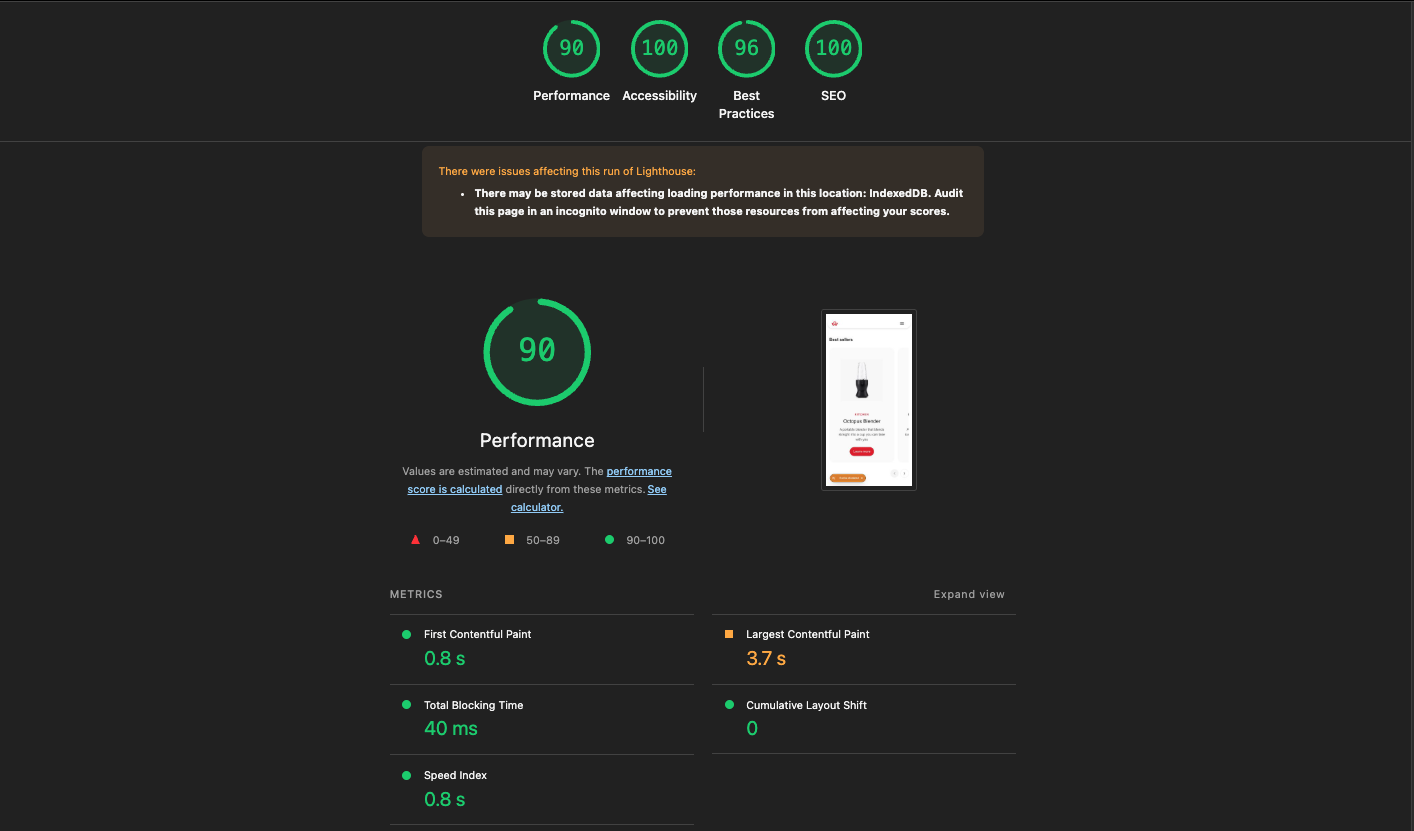 90
100
96
100
Performance
Accessibility
Best
Practices
SEO
There were issues affecting this run of Lighthouse:
• There may be stored data affecting loading performance in this location: IndexedDB. Audit
this page in an incognito window to prevent those resources from affecting your scores.
90
Performance
Values are estimated and may vary. The performance
score is calculated directly from these metrics. See
calculator.
0–49
50–89
90–100
Best sellers
Octopus Blender
Learn more
METRICS
Expand view
First Contentful Paint
0.8 s
Largest Contentful Paint
3.7 s
Total Blocking Time
40 ms
Cumulative Layout Shift
0
Speed Index
0.8 s